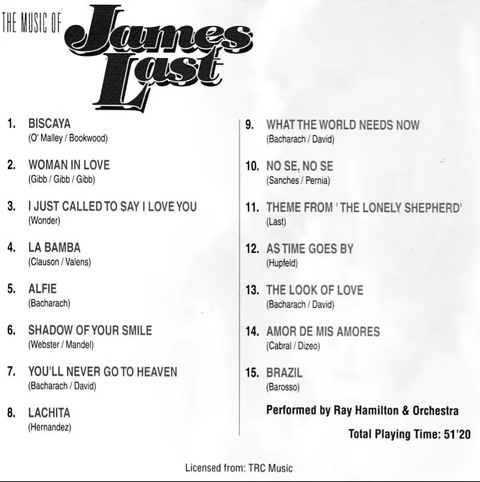 THE MUSIC OF James Last
1. BISCAYA
(O' Malley / Bookwood)
2. WOMAN IN LOVE
(Gibb / Gibb / Gibb)
3. I JUST CALLED TO SAY I LOVE YOU
(Wonder)
4. LA BAMBA
(Clauson / Valens)
5. ALFIE
(Bacharach)
6. SHADOW OF YOUR SMILE
(Webster / Mandel)
7. YOU'LL NEVER GO TO HEAVEN
(Bacharach / David)
8. LACHITA
(Hernandez)
9. WHAT THE WORLD NEEDS NOW
(Bacharach / David)
10. NO SE, NO SE
(Sanches / Pernia)
11. THEME FROM ' THE LONELY SHEPHERD'
(Last)
12. AS TIME GOES BY
(Hupfeld)
13. THE LOOK OF LOVE
(Bacharach / David)
14. AMOR DE MIS AMORES
(Cabral / Dizeo)
15. BRAZIL
(Barosso)
Performed by Ray Hamilton & Orchestra
Total Playing Time: 51'20
Licensed from: TRC Music